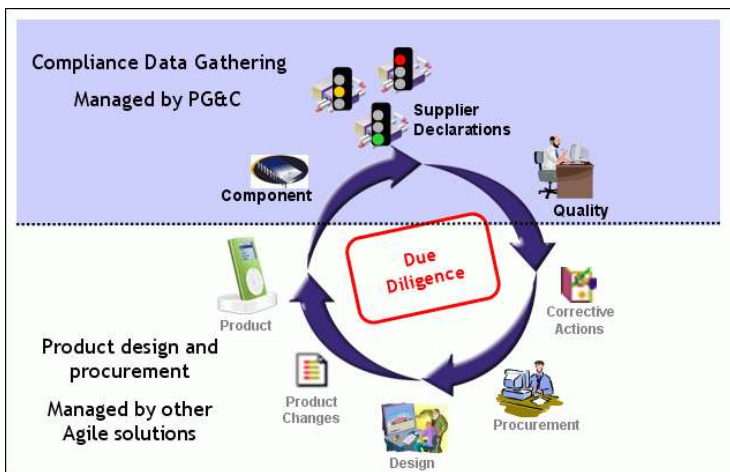 Compliance Data Gathering
Managed by PG&C
Supplier
Declarations
Component
Quality
Due
Diligence
Product
Corrective
Actions
Product design and
procurement
Managed by other
Agile solutions
Product
Changes
Procurement
Design